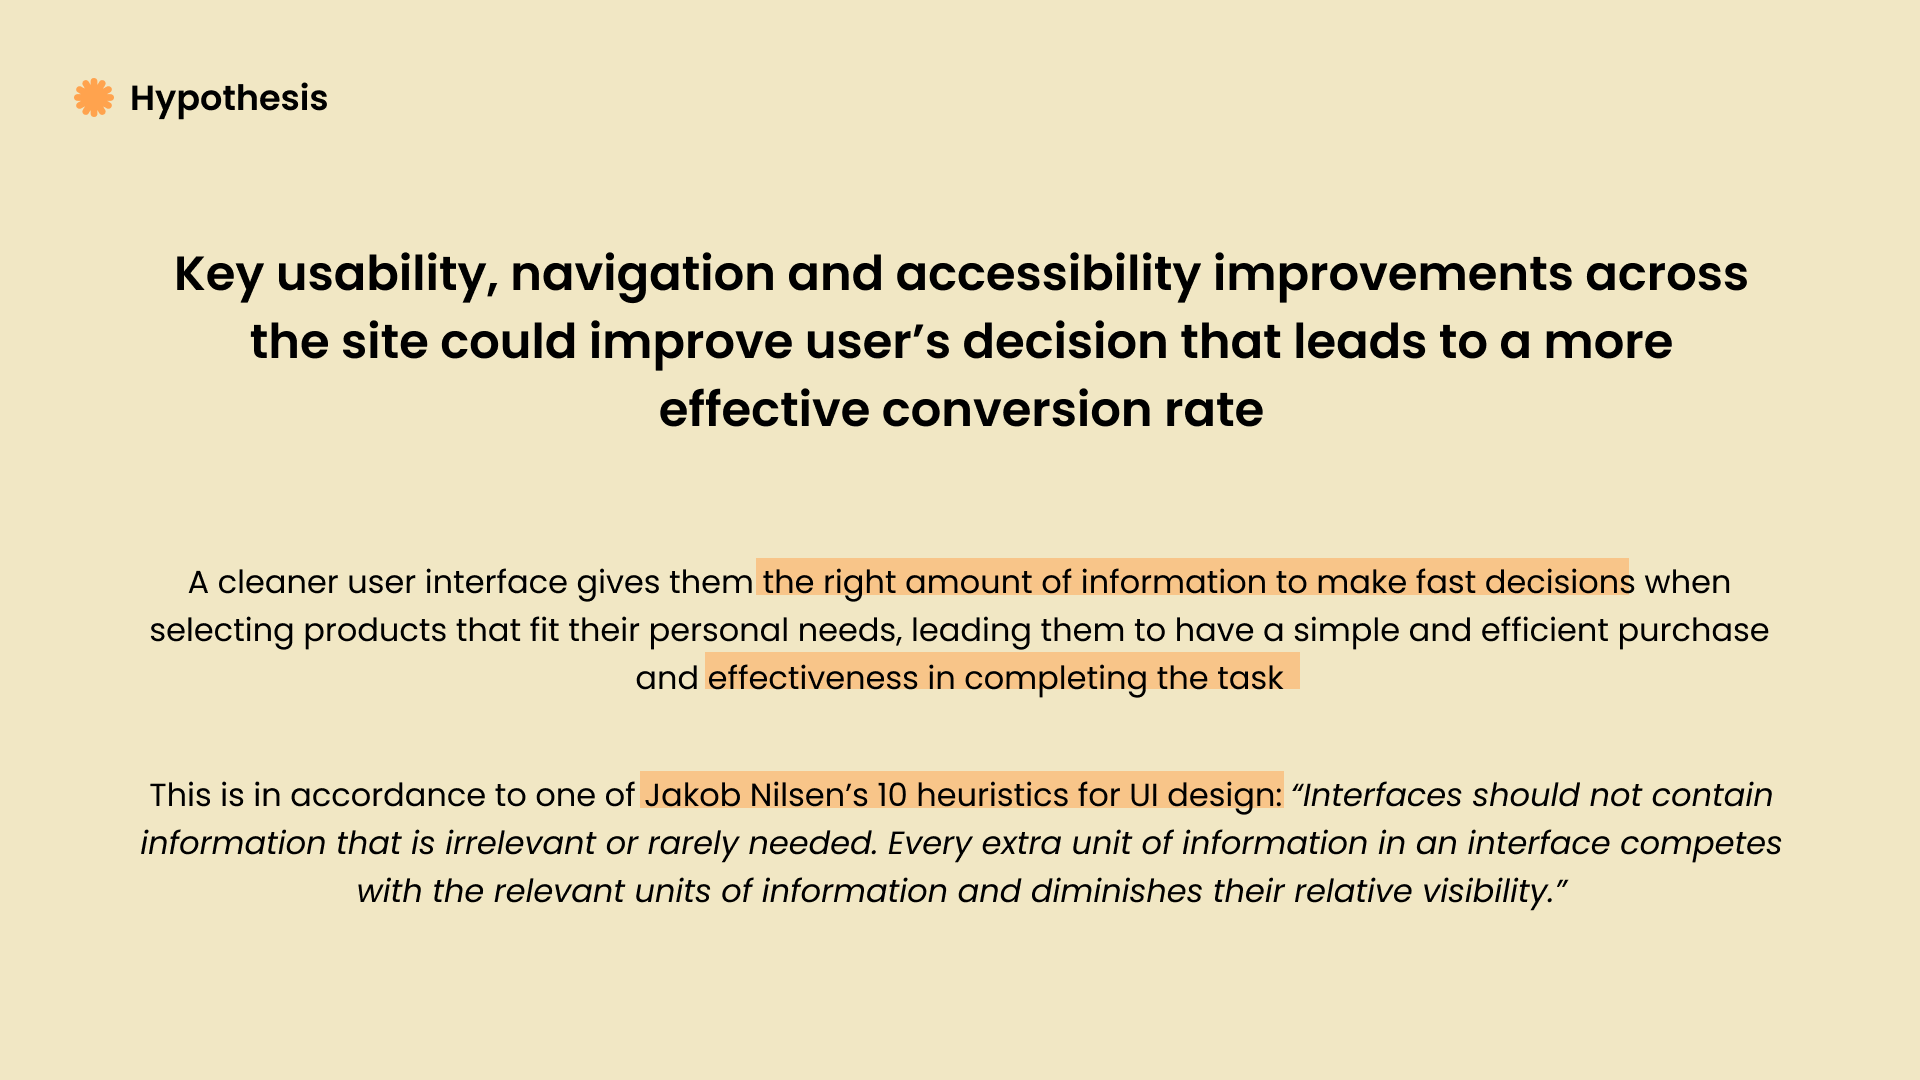 Hypothesis
Key usability, navigation and accessibility improvements across
the site could improve user’s decision that leads to a more
effective conversion rate
A cleaner user interface gives them the right amount of information to make fast decisions when
selecting products that fit their personal needs, leading them to have a simple and efficient purchase
and effectiveness in completing the task
This is in accordance to one of Jakob Nilsen’s 10 heuristics for UI design: “Interfaces should not contain
information that is irrelevant or rarely needed. Every extra unit of information in an interface competes
with the relevant units of information and diminishes their relative visibility.”